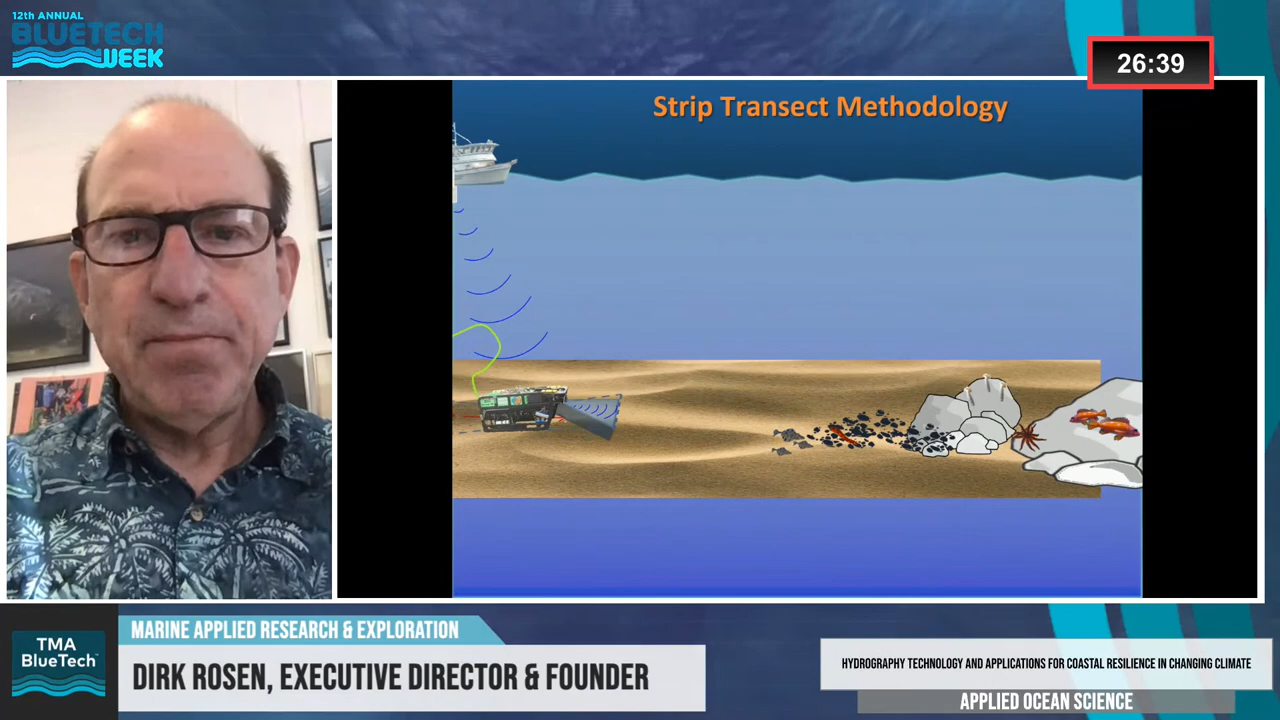 12th ANNUAL
BLUETECH
WEEK
26:39
Strip Transect Methodology
TMA
BlueTech™
MARINE APPLIED RESEARCH & EXPLORATION
DIRK ROSEN, EXECUTIVE DIRECTOR & FOUNDER
HYDROGRAPHY TECHNOLOGY AND APPLICATIONS FOR COASTAL RESILIENCE IN CHANGING CLIMATE
APPLIED OCEAN SCIENCE